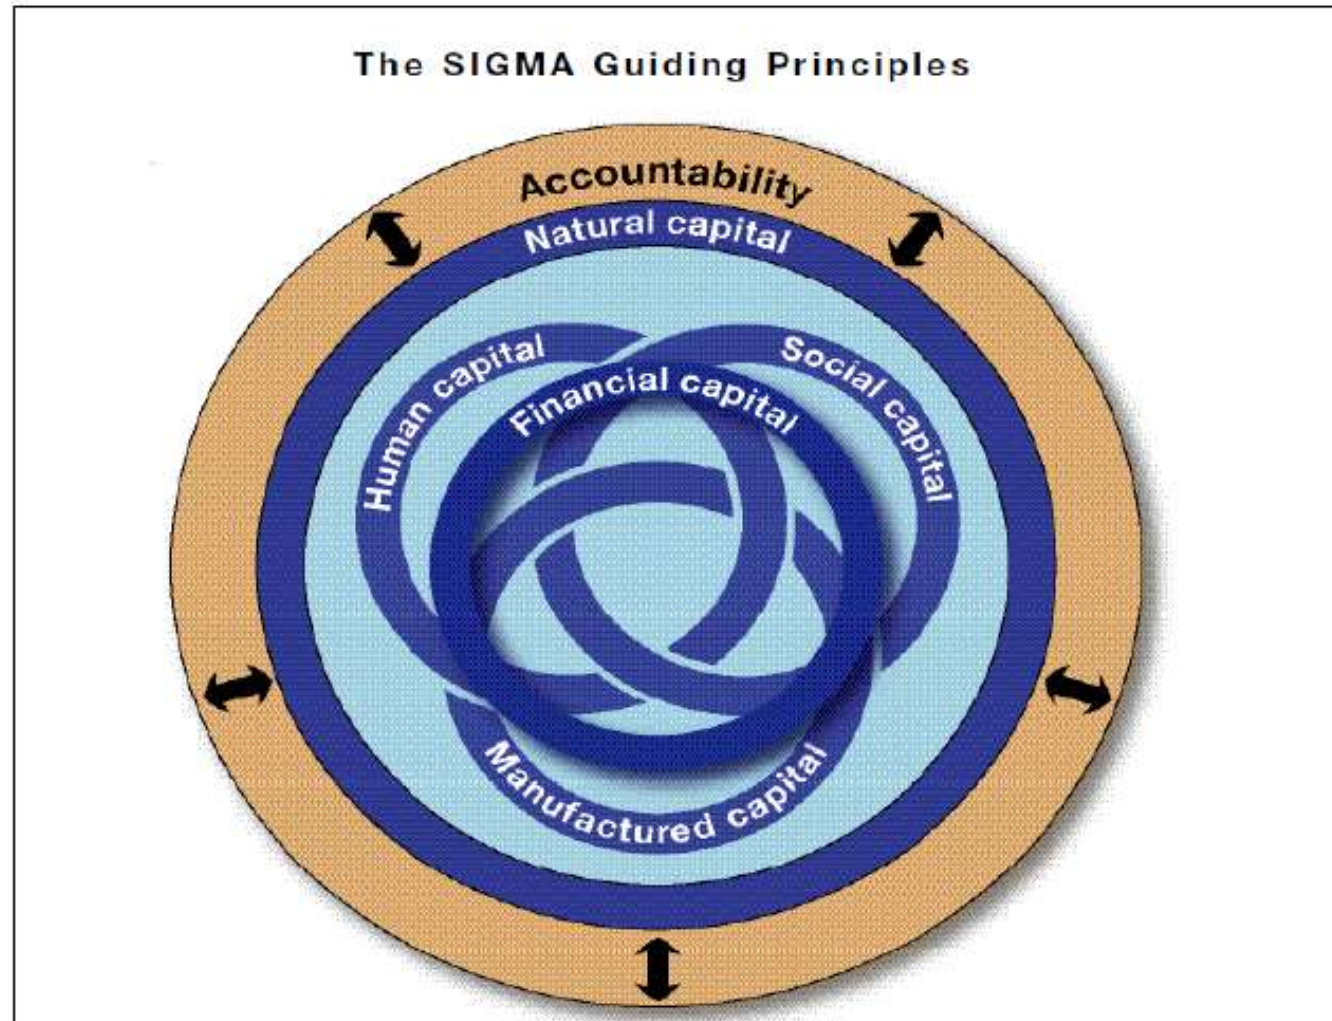 The SIGMA Guiding Principles
Accountability
Natural capital
Human capital
Social capital
Financial capital
Manufactured capital